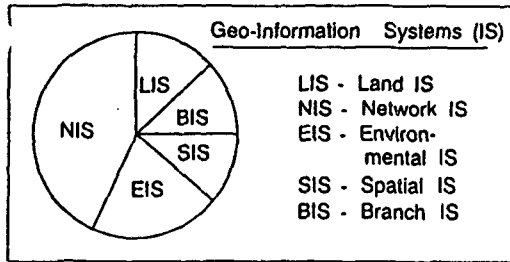 Geo-Information Systems (IS)
LIS
BIS
NIS
SIS
EIS
LIS - Land IS
NIS - Network IS
EIS - Environ-
mental IS
SIS - Spatial IS
BIS - Branch IS